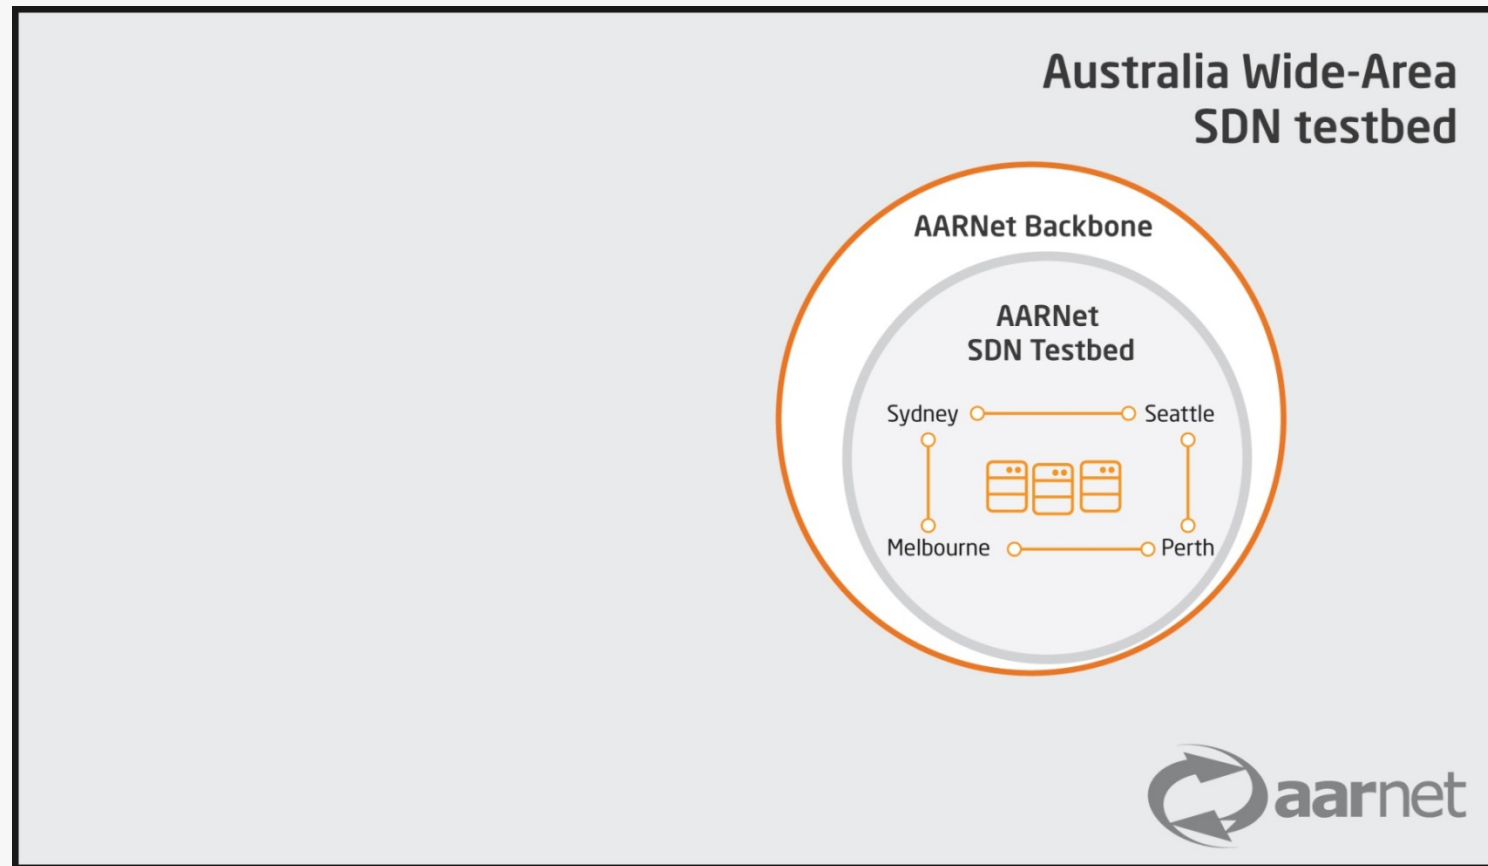 Australia Wide-Area
SDN testbed
AARNet Backbone
AARNet
SDN Testbed
Sydney
Seattle
Melbourne
Perth
aarnet